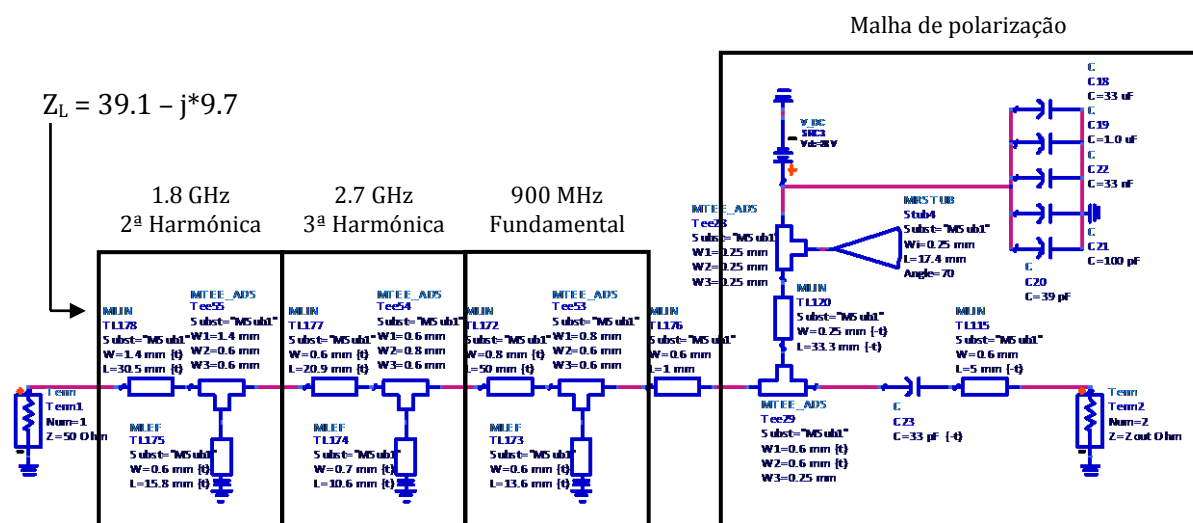 Malha de polarização
Z_L = 39.1 – j*9.7
1.8 GHz
2ª Harmónica
2.7 GHz
3ª Harmónica
900 MHz
Fundamental
C
C18
C=33 uF
C
C19
C=1.0 uF
C
C22
C=33 nF
C
C21
C=100 pF
C
C20
C=39 pF
V_DC
SRC3
Vdc=28 V
MTEE_ADS
Tee28
Subst="MSub1"
W1=0.25 mm
W2=0.25 mm
W3=0.25 mm
MRSTUB
Stub4
Subst="MSub1"
Wi=0.25 mm
L=17.4 mm
Angle=70
MLIN
TL120
Subst="MSub1"
W=0.25 mm {-t}
L=33.3 mm {-t}
MLIN
TL115
Subst="MSub1"
W=0.6 mm
L=5 mm {-t}
MLIN
TL178
Subst="MSub1"
W=1.4 mm {t}
L=30.5 mm {t}
MTEE_ADS
Tee55
Subst="MSub1"
W1=1.4 mm
W2=0.6 mm
W3=0.6 mm
MLIN
TL177
Subst="MSub1"
W=0.6 mm {t}
L=20.9 mm {t}
MTEE_ADS
Tee54
Subst="MSub1"
W1=0.6 mm
W2=0.8 mm
W3=0.6 mm
MLIN
TL172
Subst="MSub1"
W=0.8 mm {t}
L=50 mm {t}
MTEE_ADS
Tee53
Subst="MSub1"
W1=0.8 mm
W2=0.6 mm
W3=0.6 mm
MLIN
TL176
Subst="MSub1"
W=0.6 mm
L=1 mm
Term
Term1
Num=1
Z=50 Ohm
MLEF
TL175
Subst="MSub1"
W=0.6 mm {t}
L=15.8 mm {t}
MLEF
TL174
Subst="MSub1"
W=0.7 mm {t}
L=10.6 mm {t}
MLEF
TL173
Subst="MSub1"
W=0.6 mm {t}
L=13.6 mm {t}
MTEE_ADS
Tee29
Subst="MSub1"
W1=0.6 mm {t}
W2=0.6 mm {t}
W3=0.25 mm
C
C23
C=33 pF {-t}
Term
Term2
Num=2
Z=Zout Ohm